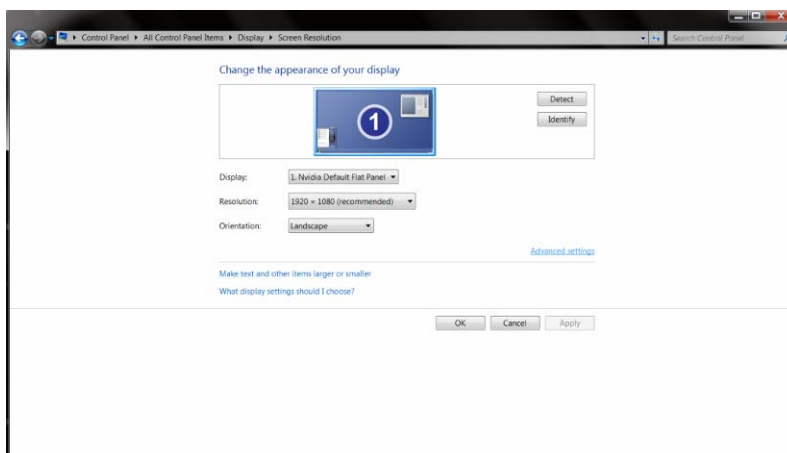 Control Panel ▸ All Control Panel Items ▸ Display ▸ Screen Resolution
Search Control Panel
Change the appearance of your display
1
Detect
Identify
Display: 1. Nvidia Default Flat Panel
Resolution: 1920 × 1080 (recommended)
Orientation: Landscape
Advanced settings
Make text and other items larger or smaller
What display settings should I choose?
OK Cancel Apply